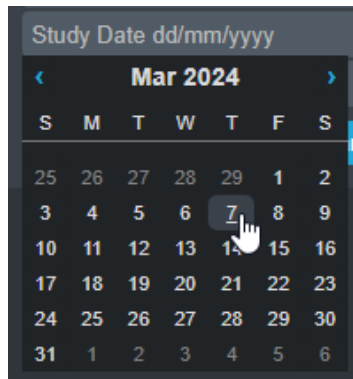 Study Date dd/mm/yyyy
‹ Mar 2024 ›
S M T W T F S
25 26 27 28 29 1 2
3 4 5 6 7 8 9
10 11 12 13 14 15 16
17 18 19 20 21 22 23
24 25 26 27 28 29 30
31 1 2 3 4 5 6